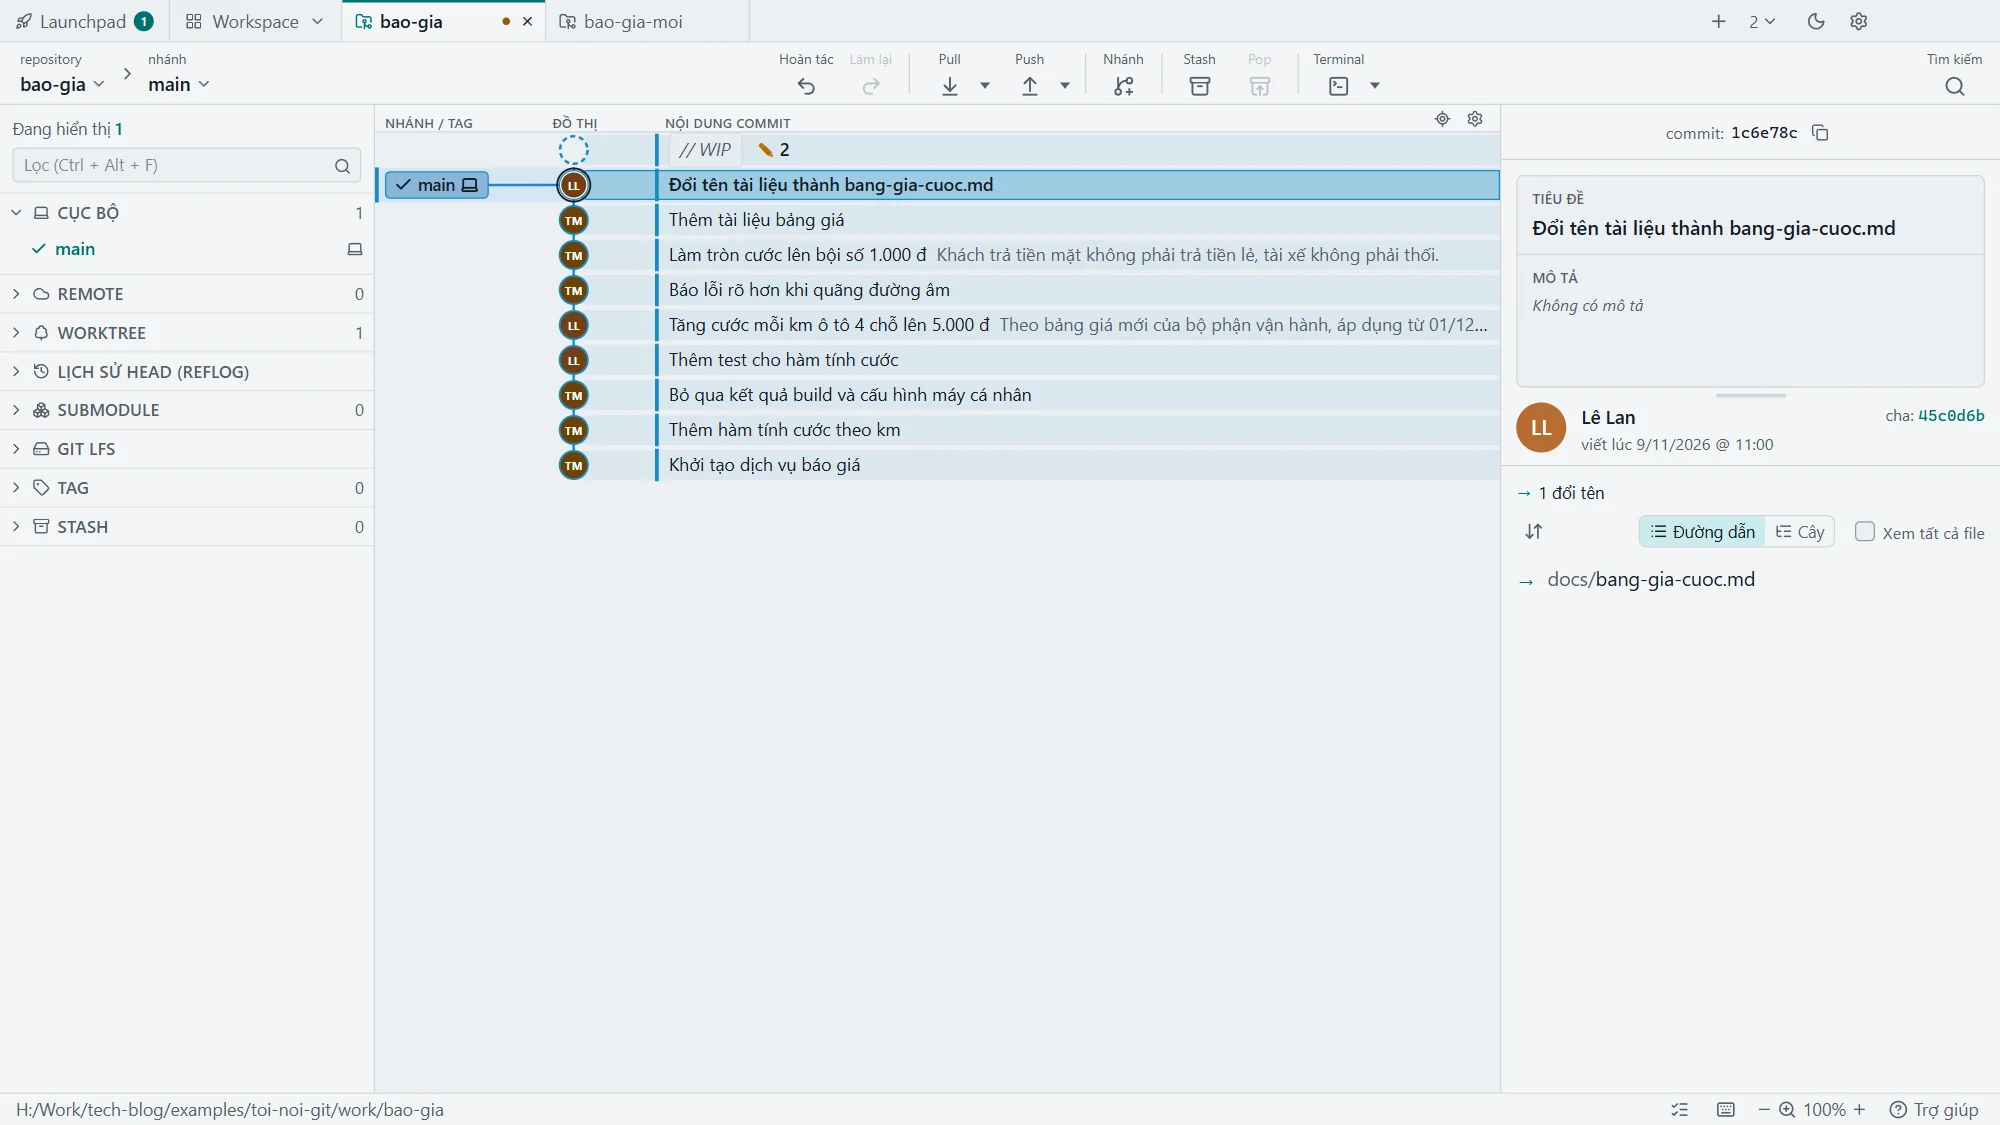 Launchpad 1
Workspace
bao-gia
bao-gia-moi
2
repository
bao-gia
nhánh
main
Hoàn tác
Làm lại
Pull
Push
Nhánh
Stash
Pop
Terminal
Tìm kiếm
Đang hiển thị 1
Lọc (Ctrl + Alt + F)
CỤC BỘ 1
main
REMOTE 0
WORKTREE 1
LỊCH SỬ HEAD (REFLOG)
SUBMODULE 0
GIT LFS
TAG 0
STASH 0
NHÁNH / TAG
ĐỒ THỊ
NỘI DUNG COMMIT
// WIP 2
main LL Đổi tên tài liệu thành bang-gia-cuoc.md
TM Thêm tài liệu bảng giá
TM Làm tròn cước lên bội số 1.000 đ Khách trả tiền mặt không phải trả tiền lẻ, tài xế không phải thối.
TM Báo lỗi rõ hơn khi quãng đường âm
LL Tăng cước mỗi km ô tô 4 chỗ lên 5.000 đ Theo bảng giá mới của bộ phận vận hành, áp dụng từ 01/12...
LL Thêm test cho hàm tính cước
TM Bỏ qua kết quả build và cấu hình máy cá nhân
TM Thêm hàm tính cước theo km
TM Khởi tạo dịch vụ báo giá
commit: 1c6e78c
TIÊU ĐỀ
Đổi tên tài liệu thành bang-gia-cuoc.md
MÔ TẢ
Không có mô tả
LL
Lê Lan
viết lúc 9/11/2026 @ 11:00
cha: 45c0d6b
→ 1 đổi tên
Đường dẫn
Cây
Xem tất cả file
→ docs/bang-gia-cuoc.md
H:/Work/tech-blog/examples/toi-noi-git/work/bao-gia
100%
Trợ giúp